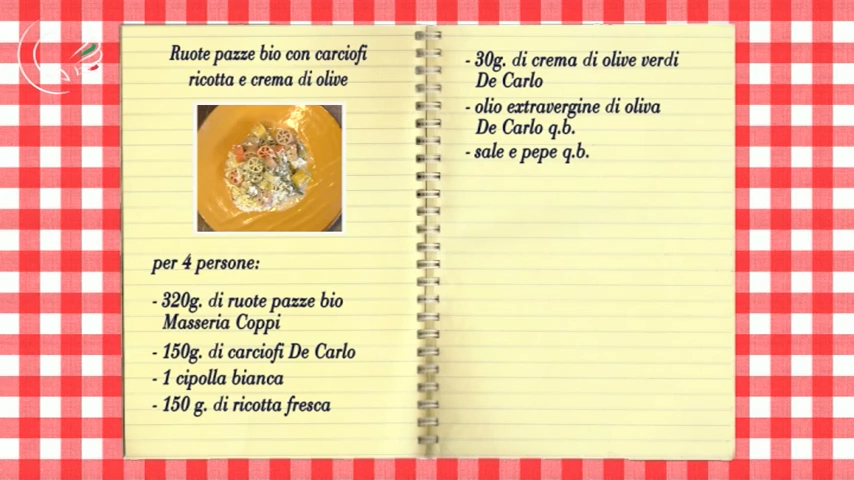 Ruote pazze bio con carciofi
ricotta e crema di olive
per 4 persone:
- 320g. di ruote pazze bio
Masseria Coppi
- 150g. di carciofi De Carlo
- 1 cipolla bianca
- 150 g. di ricotta fresca
- 30g. di crema di olive verdi
De Carlo
- olio extravergine di oliva
De Carlo q.b.
- sale e pepe q.b.